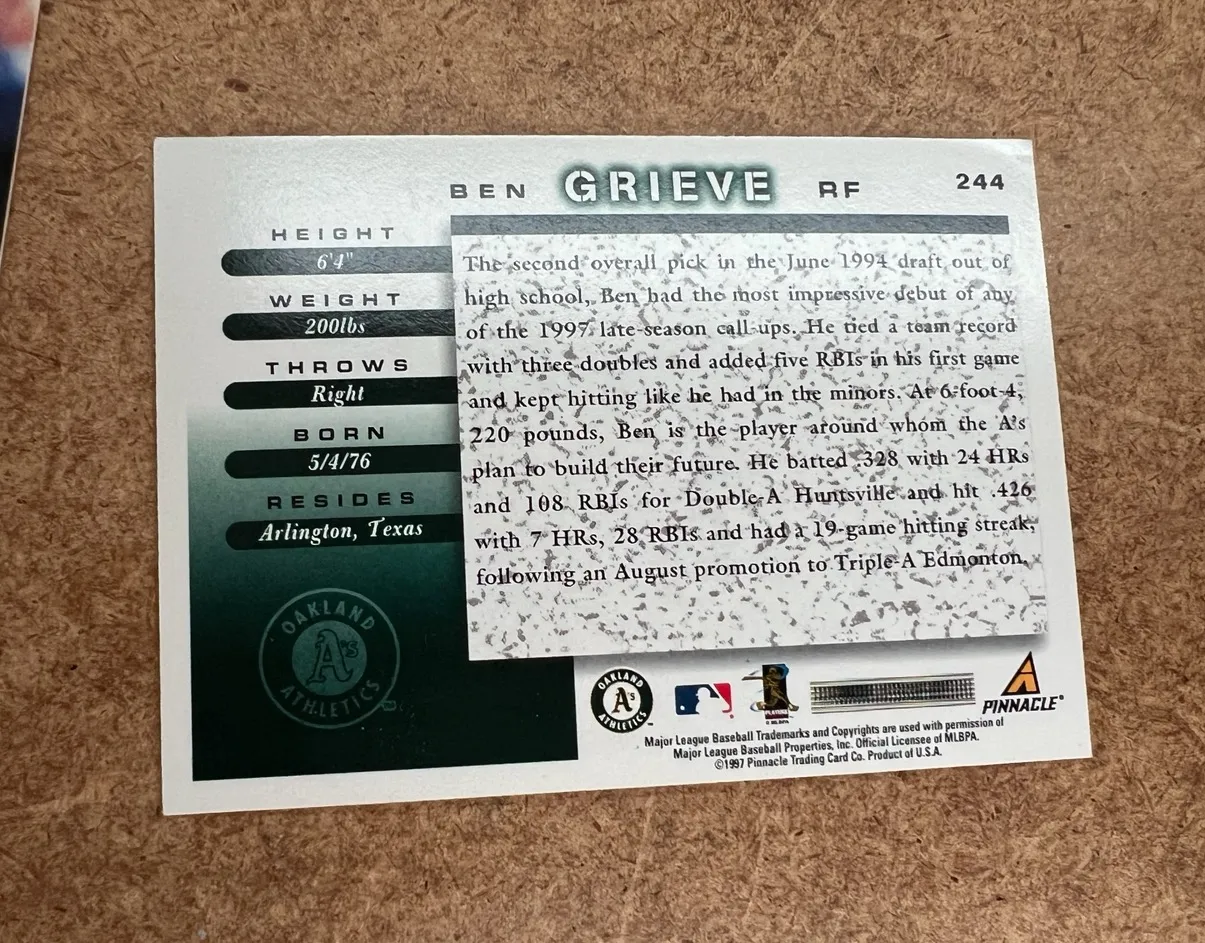 BEN GRIEVE RF 244
HEIGHT
6'4"
WEIGHT
200lbs
THROWS
Right
BORN
5/4/76
RESIDES
Arlington, Texas
The second overall pick in the June 1994 draft out of
high school, Ben had the most impressive debut of any
of the 1997 late-season call-ups. He tied a team record
with three doubles and added five RBIs in his first game
and kept hitting like he had in the minors. At 6-foot-4,
220 pounds, Ben is the player around whom the A's
plan to build their future. He batted .328 with 24 HRs
and 108 RBIs for Double-A Huntsville and hit .426
with 7 HRs, 28 RBIs and had a 19-game hitting streak,
following an August promotion to Triple-A Edmonton.
OAKLAND
A's
ATHLETICS
TM
OAKLAND
A's
ATHLETICS
PLAYERS
© MLBPA
PINNACLE®
Major League Baseball Trademarks and Copyrights are used with permission of
Major League Baseball Properties, Inc. Official Licensee of MLBPA.
©1997 Pinnacle Trading Card Co. Product of U.S.A.